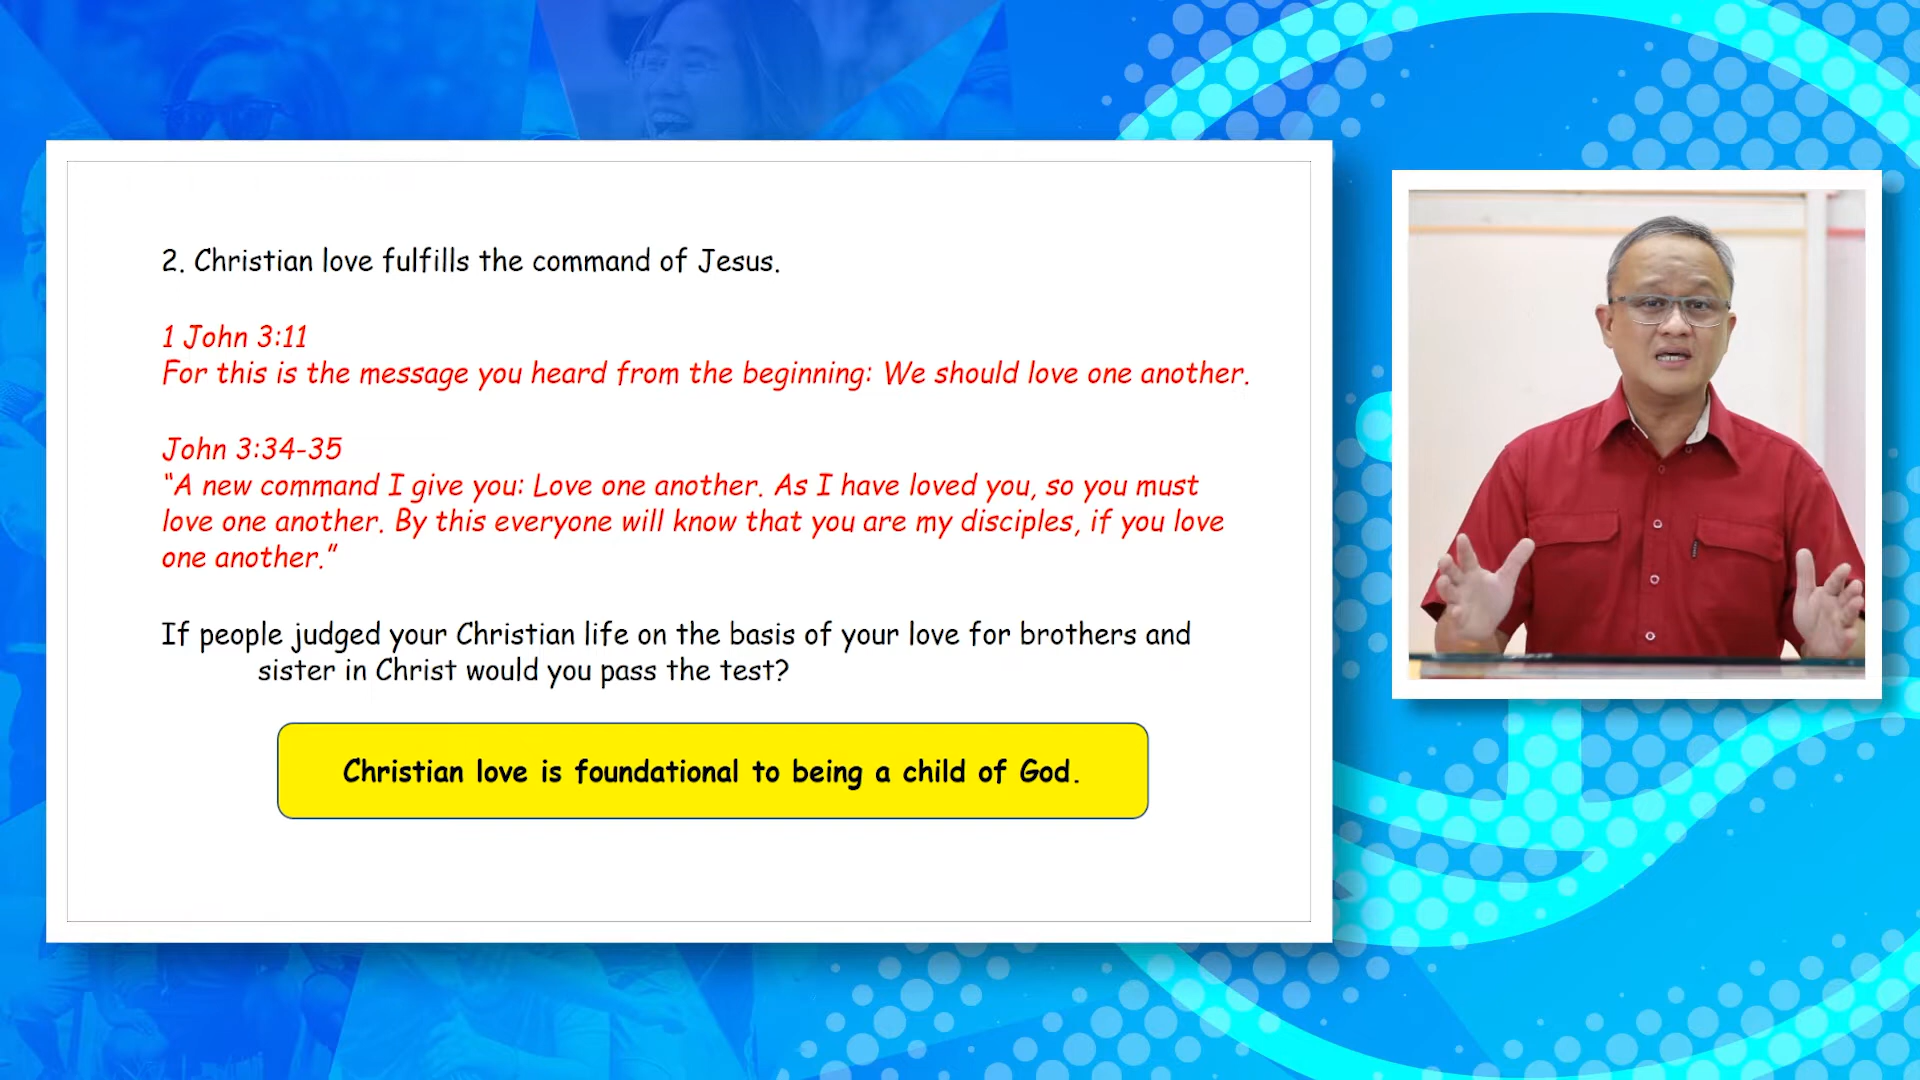 2. Christian love fulfills the command of Jesus.
1 John 3:11
For this is the message you heard from the beginning: We should love one another.
John 3:34-35
“A new command I give you: Love one another. As I have loved you, so you must
love one another. By this everyone will know that you are my disciples, if you love
one another.”
If people judged your Christian life on the basis of your love for brothers and
sister in Christ would you pass the test?
Christian love is foundational to being a child of God.